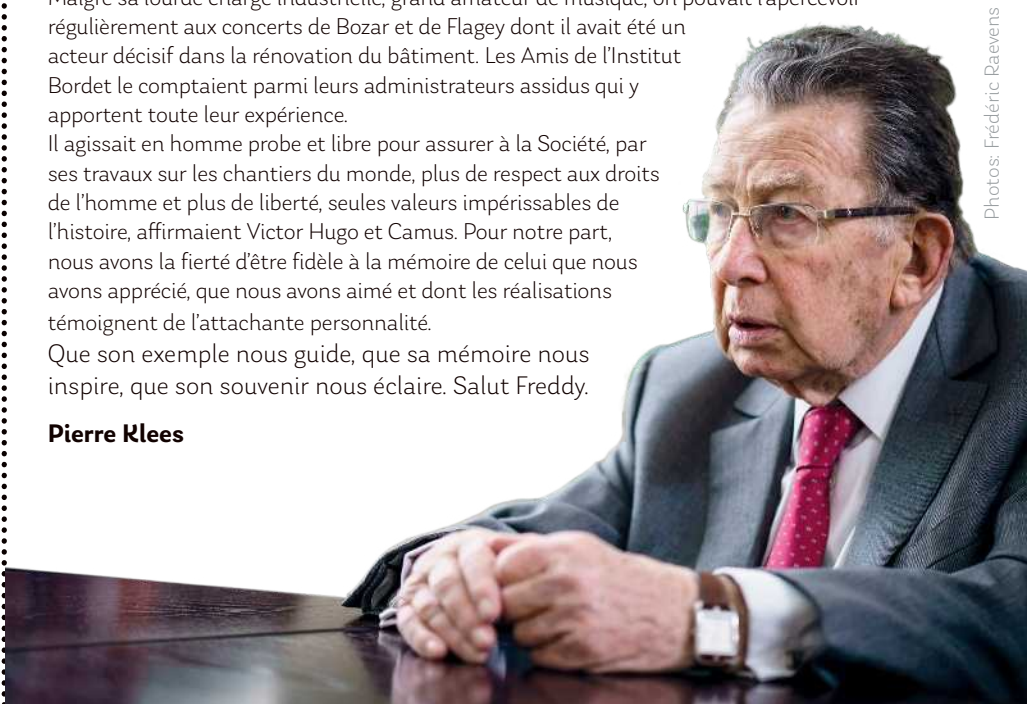 Malgré sa lourde charge industrielle, grand amateur de musique, on pouvait l'apercevoir
régulièrement aux concerts de Bozar et de Flagey dont il avait été un
acteur décisif dans la rénovation du bâtiment. Les Amis de l'Institut
Bordet le comptaient parmi leurs administrateurs assidus qui y
apportent toute leur expérience.
Il agissait en homme probe et libre pour assurer à la Société, par
ses travaux sur les chantiers du monde, plus de respect aux droits
de l'homme et plus de liberté, seules valeurs impérissables de
l'histoire, affirmaient Victor Hugo et Camus. Pour notre part,
nous avons la fierté d'être fidèle à la mémoire de celui que nous
avons apprécié, que nous avons aimé et dont les réalisations
témoignent de l'attachante personnalité.
Que son exemple nous guide, que sa mémoire nous
inspire, que son souvenir nous éclaire. Salut Freddy.
Pierre Klees
Photos: Frédéric Raevens